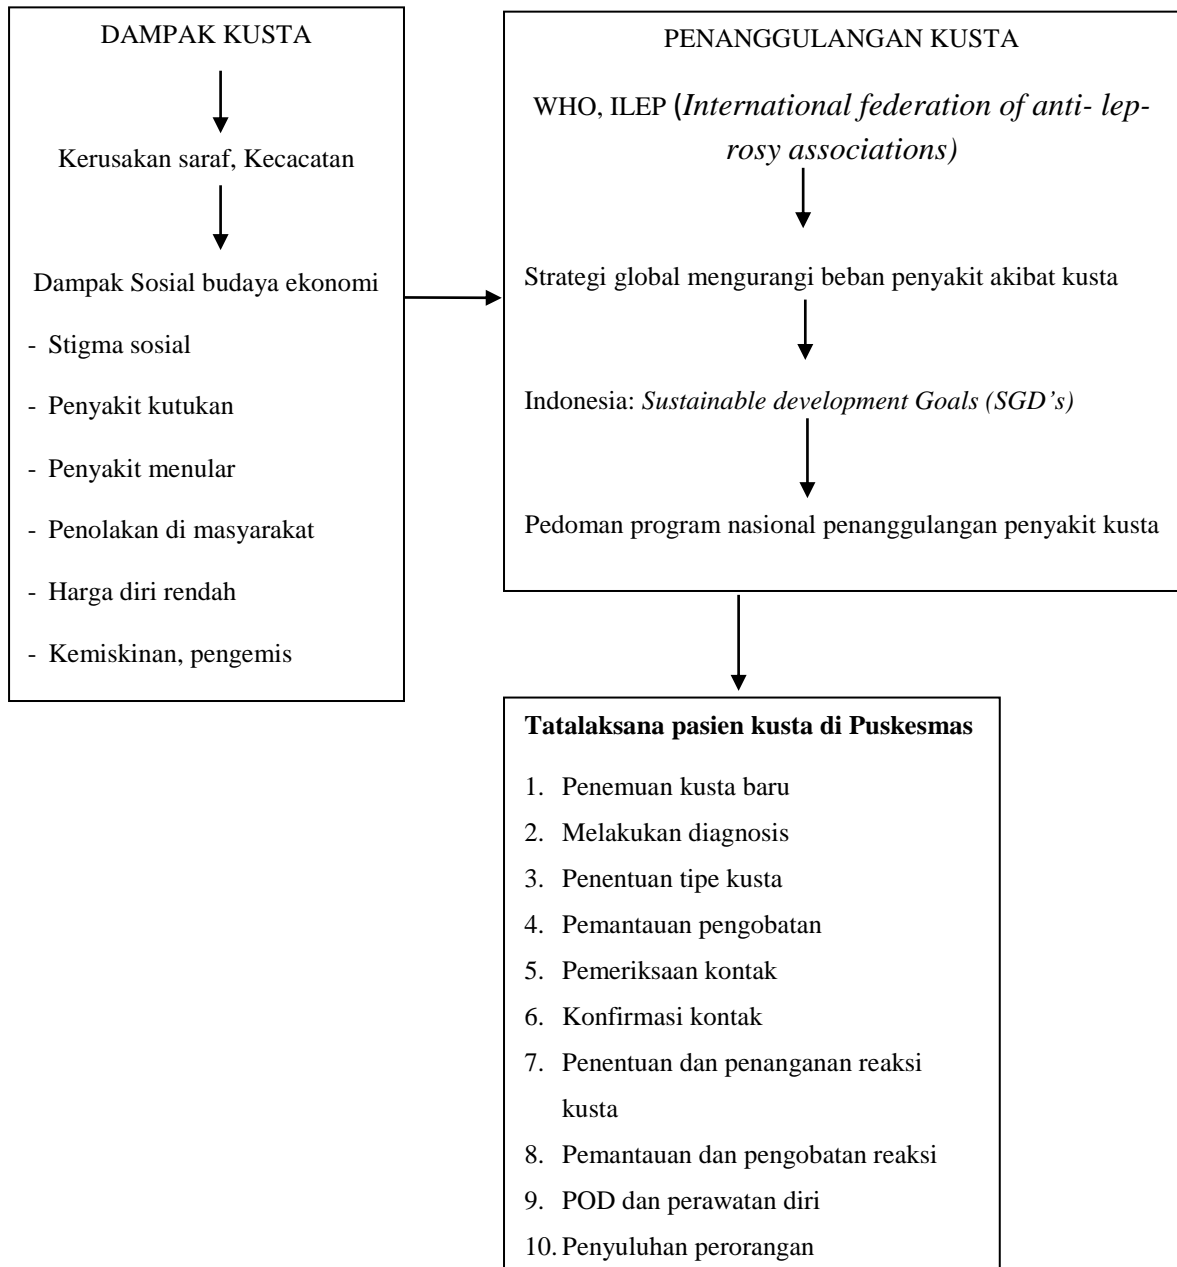 DAMPAK KUSTA
Kerusakan saraf, Kecacatan
Dampak Sosial budaya ekonomi
- Stigma sosial
- Penyakit kutukan
- Penyakit menular
- Penolakan di masyarakat
- Harga diri rendah
- Kemiskinan, pengemis
PENANGGULANGAN KUSTA
WHO, ILEP (International federation of anti- lep-
rosy associations)
Strategi global mengurangi beban penyakit akibat kusta
Indonesia: Sustainable development Goals (SGD’s)
Pedoman program nasional penanggulangan penyakit kusta
Tatalaksana pasien kusta di Puskesmas
1. Penemuan kusta baru
2. Melakukan diagnosis
3. Penentuan tipe kusta
4. Pemantauan pengobatan
5. Pemeriksaan kontak
6. Konfirmasi kontak
7. Penentuan dan penanganan reaksi
kusta
8. Pemantauan dan pengobatan reaksi
9. POD dan perawatan diri
10. Penyuluhan perorangan